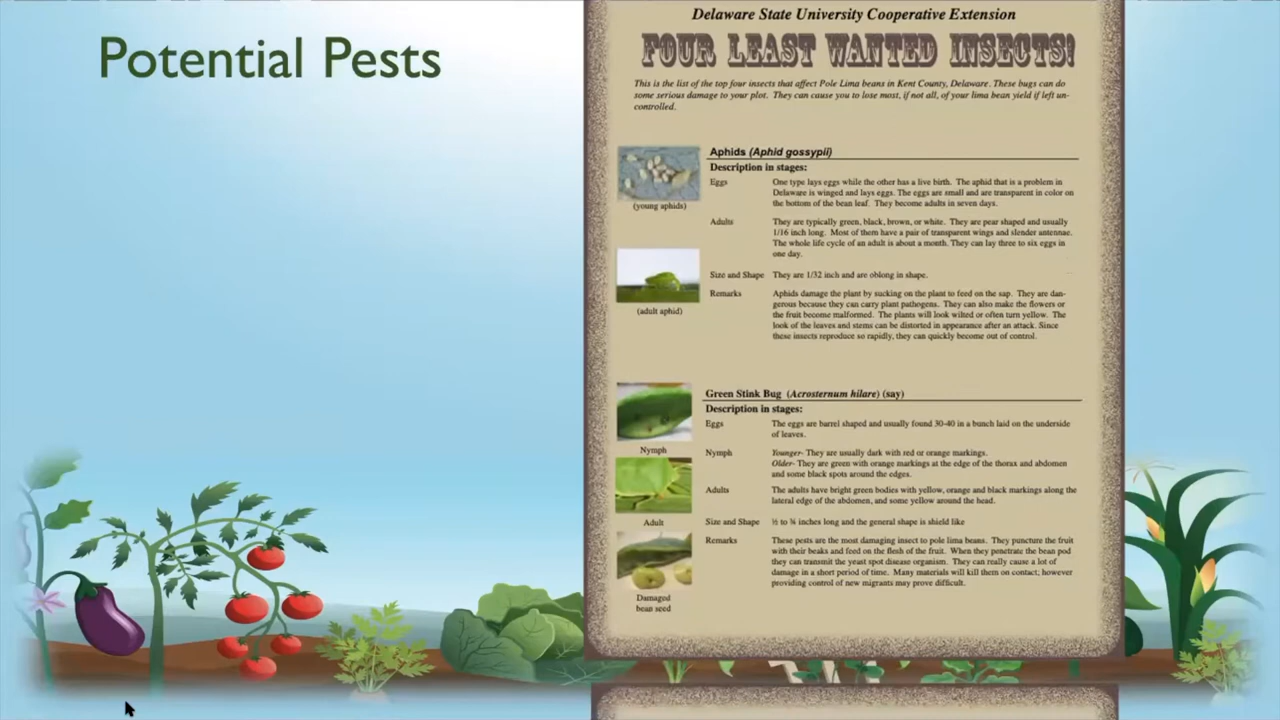 Potential Pests
Delaware State University Cooperative Extension
FOUR LEAST WANTED INSECTS!
This is the list of the top four insects that affect Pole Lima beans in Kent County, Delaware. These bugs can do
some serious damage to your plot. They can cause you to lose most, if not all, of your lima bean yield if left un-
controlled.
Aphids (Aphid gossypii)
Description in stages:
(young aphids)
Eggs One type lays eggs while the other has a live birth. The aphid that is a problem in
Delaware is winged and lays eggs. The eggs are small and are transparent in color on
the bottom of the bean leaf. They become adults in seven days.
Adults They are typically green, black, brown, or white. They are pear shaped and usually
1/16 inch long. Most of them have a pair of transparent wings and slender antennae.
The whole life cycle of an adult is about a month. They can lay three to six eggs in
one day.
(adult aphid)
Size and Shape They are 1/32 inch and are oblong in shape.
Remarks Aphids damage the plant by sucking on the plant to feed on the sap. They are dan-
gerous because they can carry plant pathogens. They can also make the flowers or
the fruit become malformed. The plants will look wilted or often turn yellow. The
look of the leaves and stems can be distorted in appearance after an attack. Since
these insects reproduce so rapidly, they can quickly become out of control.
Green Stink Bug (Acrosternum hilare) (say)
Description in stages:
Eggs The eggs are barrel shaped and usually found 30-40 in a bunch laid on the underside
of leaves.
Nymph
Nymph Younger- They are usually dark with red or orange markings.
Older- They are green with orange markings at the edge of the thorax and abdomen
and some black spots around the edges.
Adult
Adults The adults have bright green bodies with yellow, orange and black markings along the
lateral edge of the abdomen, and some yellow around the head.
Size and Shape ½ to ¾ inches long and the general shape is shield like
Remarks These pests are the most damaging insect to pole lima beans. They puncture the fruit
with their beaks and feed on the flesh of the fruit. When they penetrate the bean pod
they can transmit the yeast spot disease organism. They can really cause a lot of
damage in a short period of time. Many materials will kill them on contact; however
providing control of new migrants may prove difficult.
Damaged
bean seed